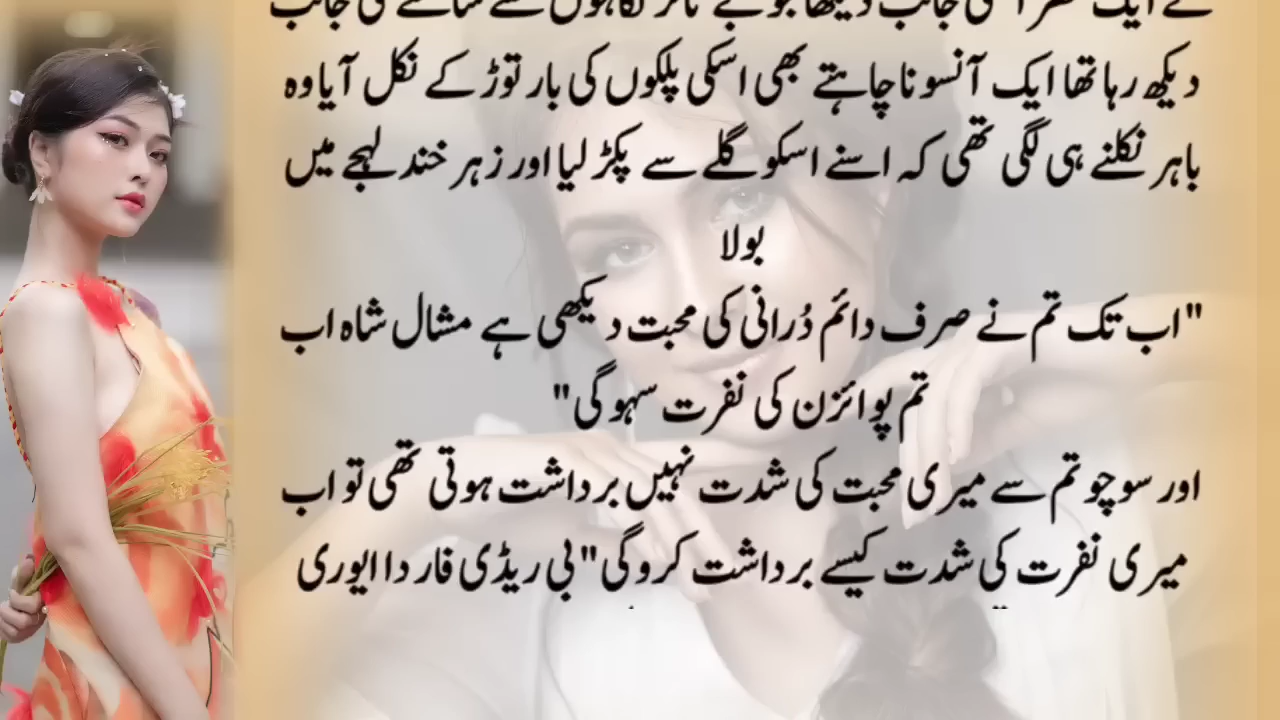 دیکھ رہا تھا ایک آنسو نا چاہتے بھی اسکی پلکوں کی بار توڑ کے نکل آیا وہ
باہر نکلنے ہی لگی تھی کہ اسنے اسکو گلے سے پکڑ لیا اور زہر خند لہجے میں
بولا
"اب تک تم نے صرف دائم دُرانی کی محبت دیکھی ہے مشال شاہ اب
تم پوائزن کی نفرت سہو گی"
اور سوچو تم سے میری محبت کی شدت نہیں برداشت ہوتی تھی تو اب
میری نفرت کی شدت کیسے برداشت کرو گی" بی ریڈی فار دا ایوری